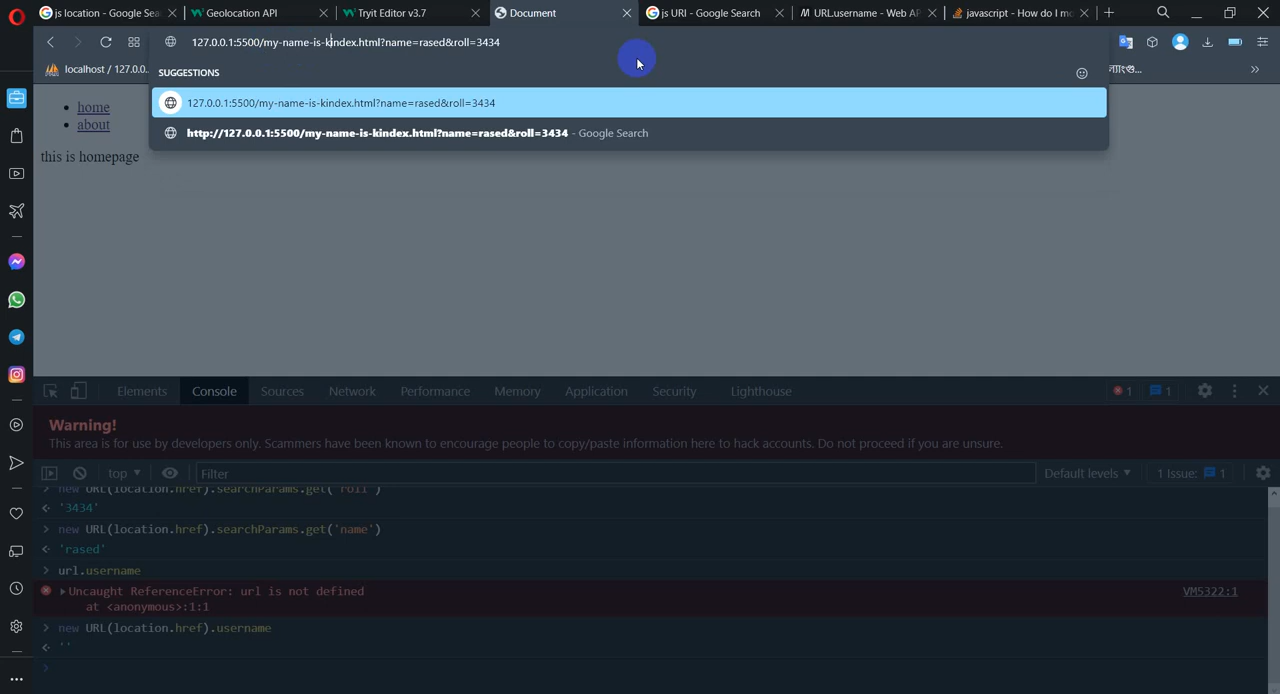 js location - Google Sea
Geolocation API
Tryit Editor v3.7
Document
js URI - Google Search
URL.username - Web AP
javascript - How do I mo
127.0.0.1:5500/my-name-is-kindex.html?name=rased&roll=3434
localhost / 127.0.0...
SUGGESTIONS
127.0.0.1:5500/my-name-is-kindex.html?name=rased&roll=3434
http://127.0.0.1:5500/my-name-is-kindex.html?name=rased&roll=3434 - Google Search
home
about
this is homepage
Elements Console Sources Network Performance Memory Application Security Lighthouse 1 1
Warning!
This area is for use by developers only. Scammers have been known to encourage people to copy/paste information here to hack accounts. Do not proceed if you are unsure.
top Filter Default levels 1 Issue: 1
> new URL(location.href).searchParams.get('roll')
'3434'
> new URL(location.href).searchParams.get('name')
'rased'
> url.username
Uncaught ReferenceError: url is not defined VM5322:1
at <anonymous>:1:1
> new URL(location.href).username
''